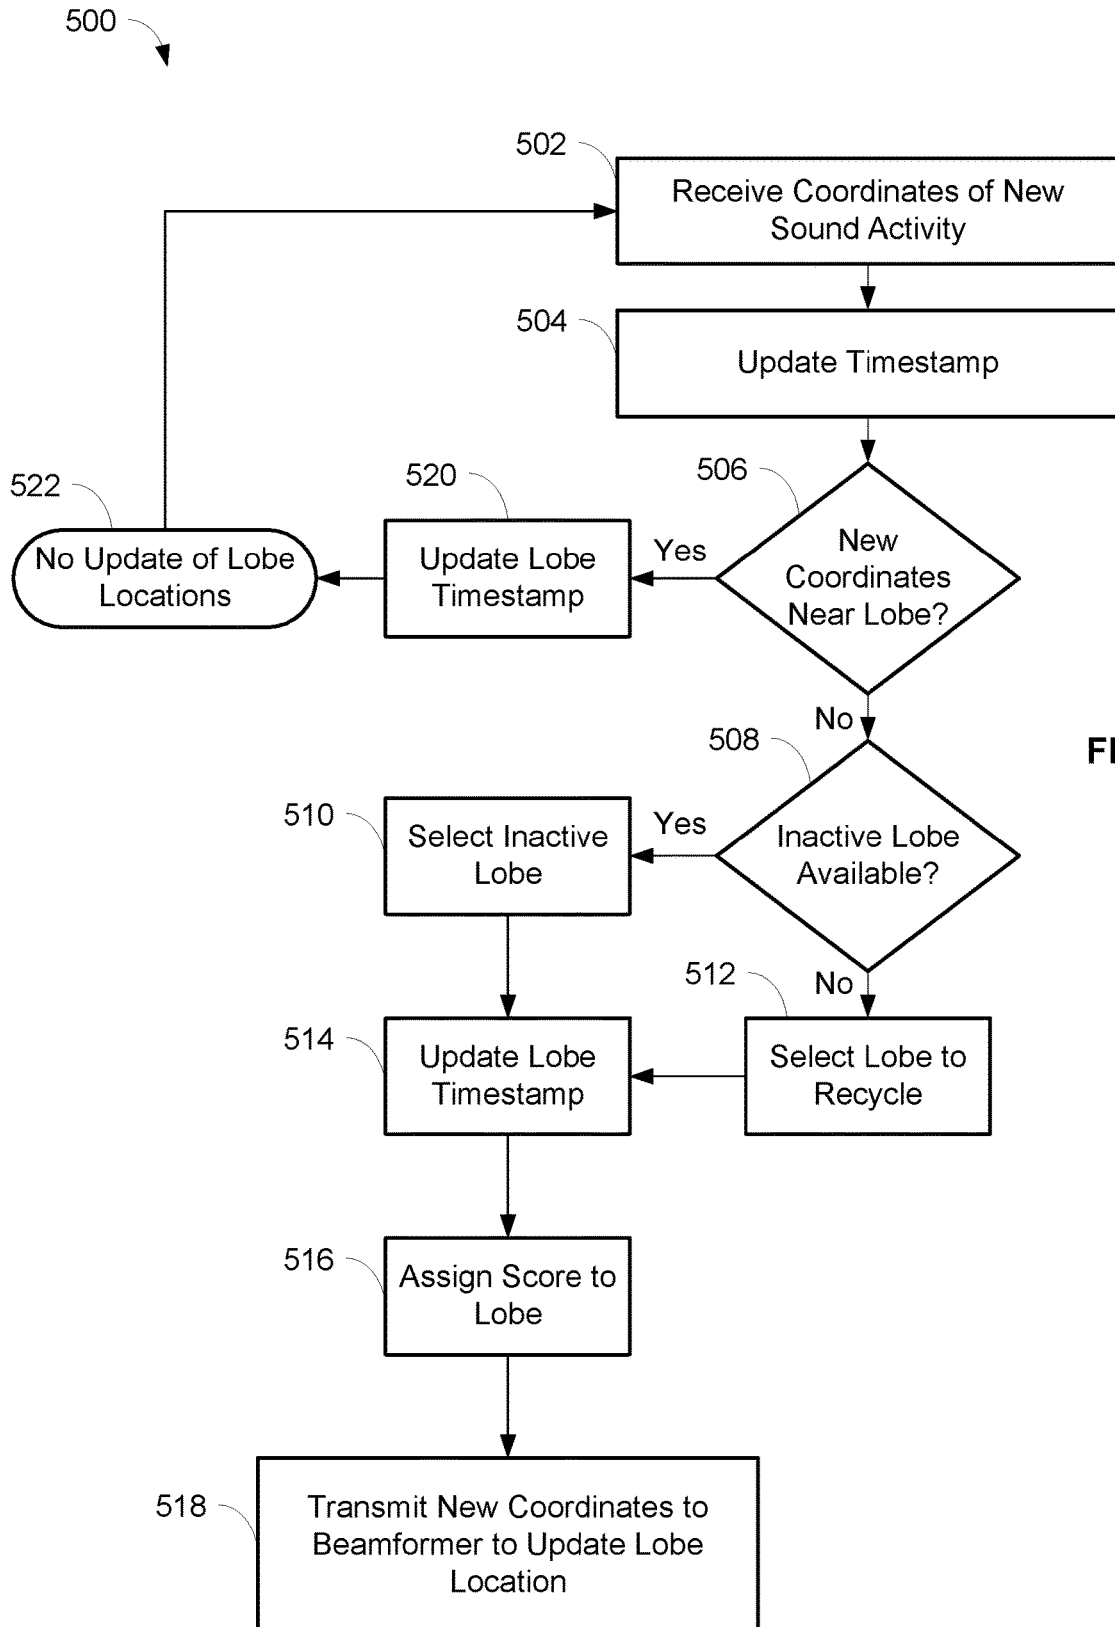 500
502
Receive Coordinates of New
Sound Activity
504
Update Timestamp
506
New
Coordinates
Near Lobe?
Yes
520
Update Lobe
Timestamp
522
No Update of Lobe
Locations
No
508
Inactive Lobe
Available?
Yes
510
Select Inactive
Lobe
No
512
Select Lobe to
Recycle
514
Update Lobe
Timestamp
516
Assign Score to
Lobe
518
Transmit New Coordinates to
Beamformer to Update Lobe
Location